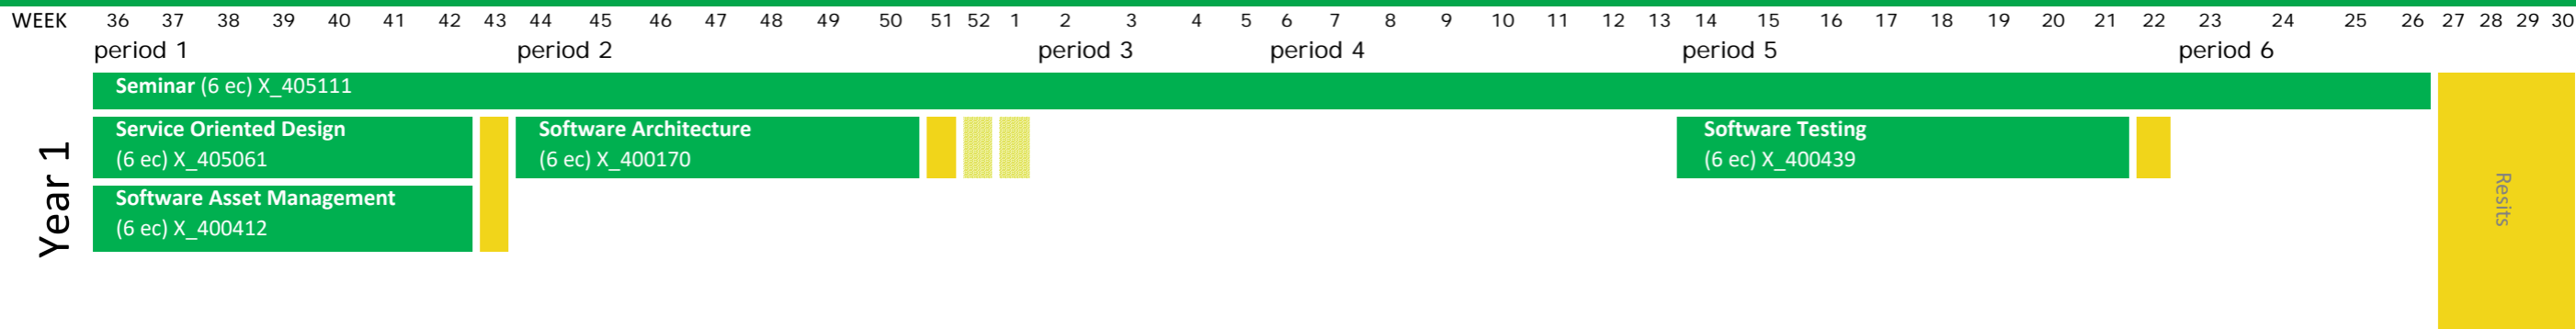 WEEK 36 37 38 39 40 41 42 43 44 45 46 47 48 49 50 51 52 1 2 3 4 5 6 7 8 9 10 11 12 13 14 15 16 17 18 19 20 21 22 23 24 25 26 27 28 29 30
period 1 period 2 period 3 period 4 period 5 period 6
Year 1
Seminar (6 ec) X_405111
Service Oriented Design
(6 ec) X_405061
Software Architecture
(6 ec) X_400170
Software Testing
(6 ec) X_400439
Software Asset Management
(6 ec) X_400412
Resits